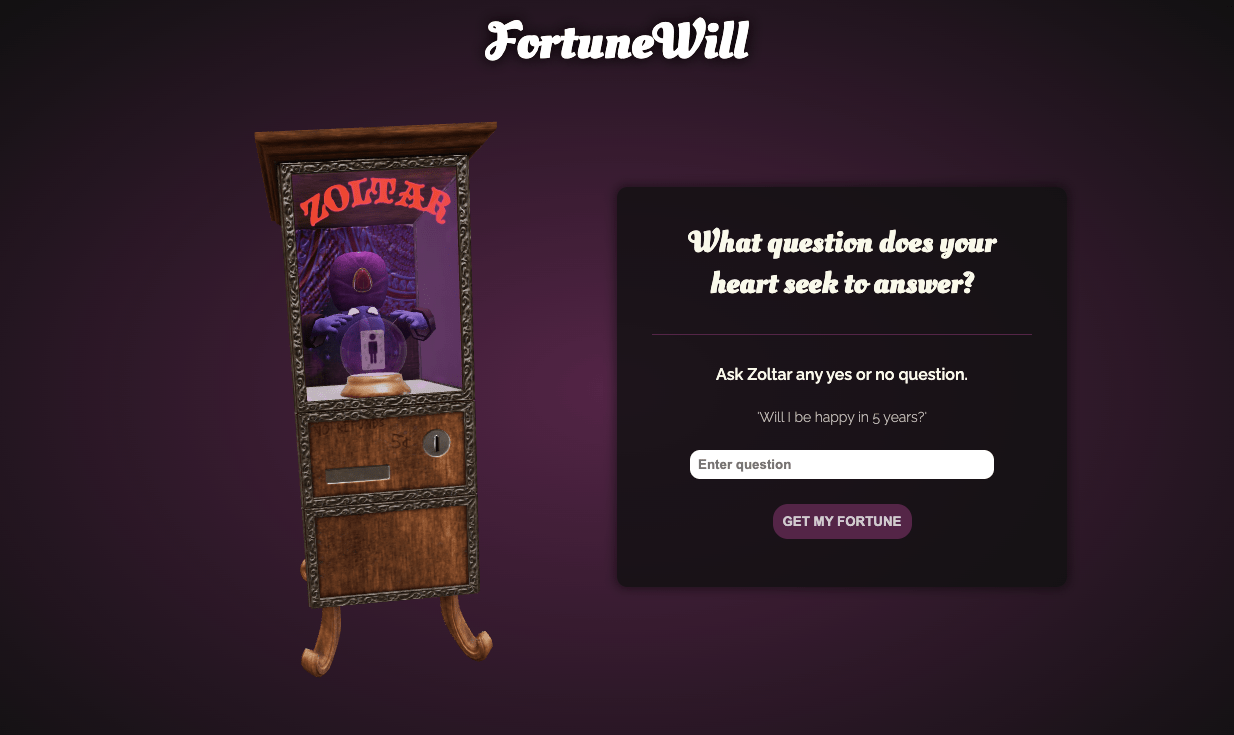 FortuneWill
ZOLTAR
What question does your
heart seek to answer?
Ask Zoltar any yes or no question.
'Will I be happy in 5 years?'
Enter question
GET MY FORTUNE